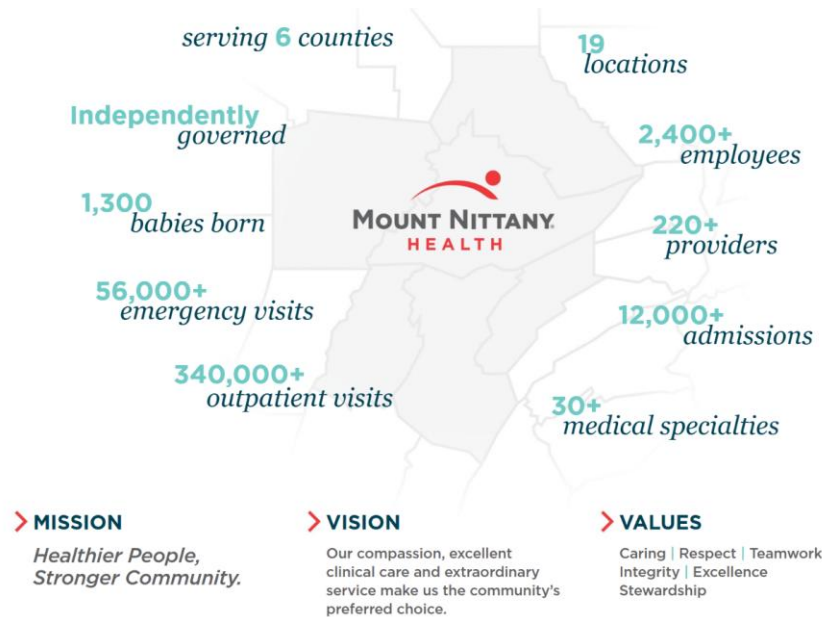 serving 6 counties
19
locations
Independently
governed
2,400+
employees
1,300
babies born
MOUNT NITTANY
HEALTH
220+
providers
56,000+
emergency visits
12,000+
admissions
340,000+
outpatient visits
30+
medical specialties
MISSION
Healthier People,
Stronger Community.
VISION
Our compassion, excellent
clinical care and extraordinary
service make us the community's
preferred choice.
VALUES
Caring | Respect | Teamwork
Integrity | Excellence
Stewardship